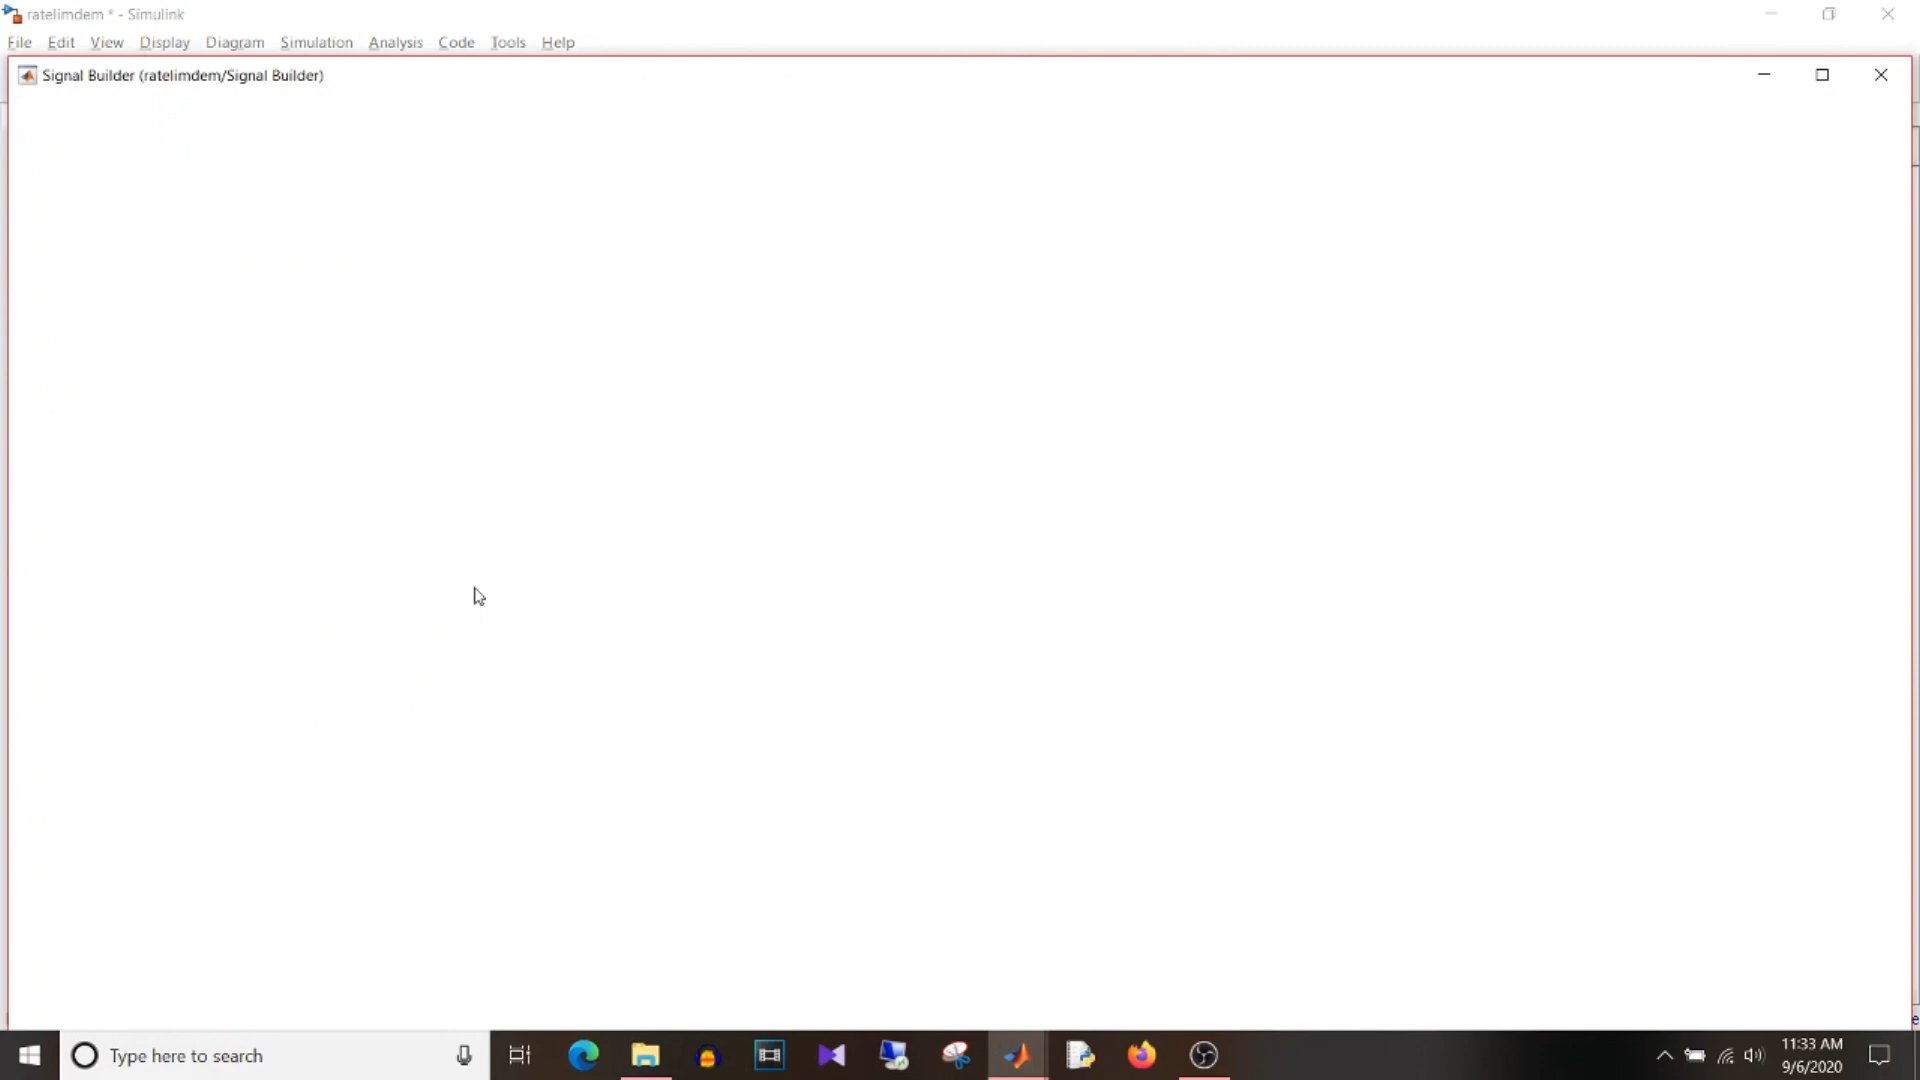 ratelimdem * - Simulink
File Edit View Display Diagram Simulation Analysis Code Tools Help
Signal Builder (ratelimdem/Signal Builder)
Type here to search
11:33 AM
9/6/2020